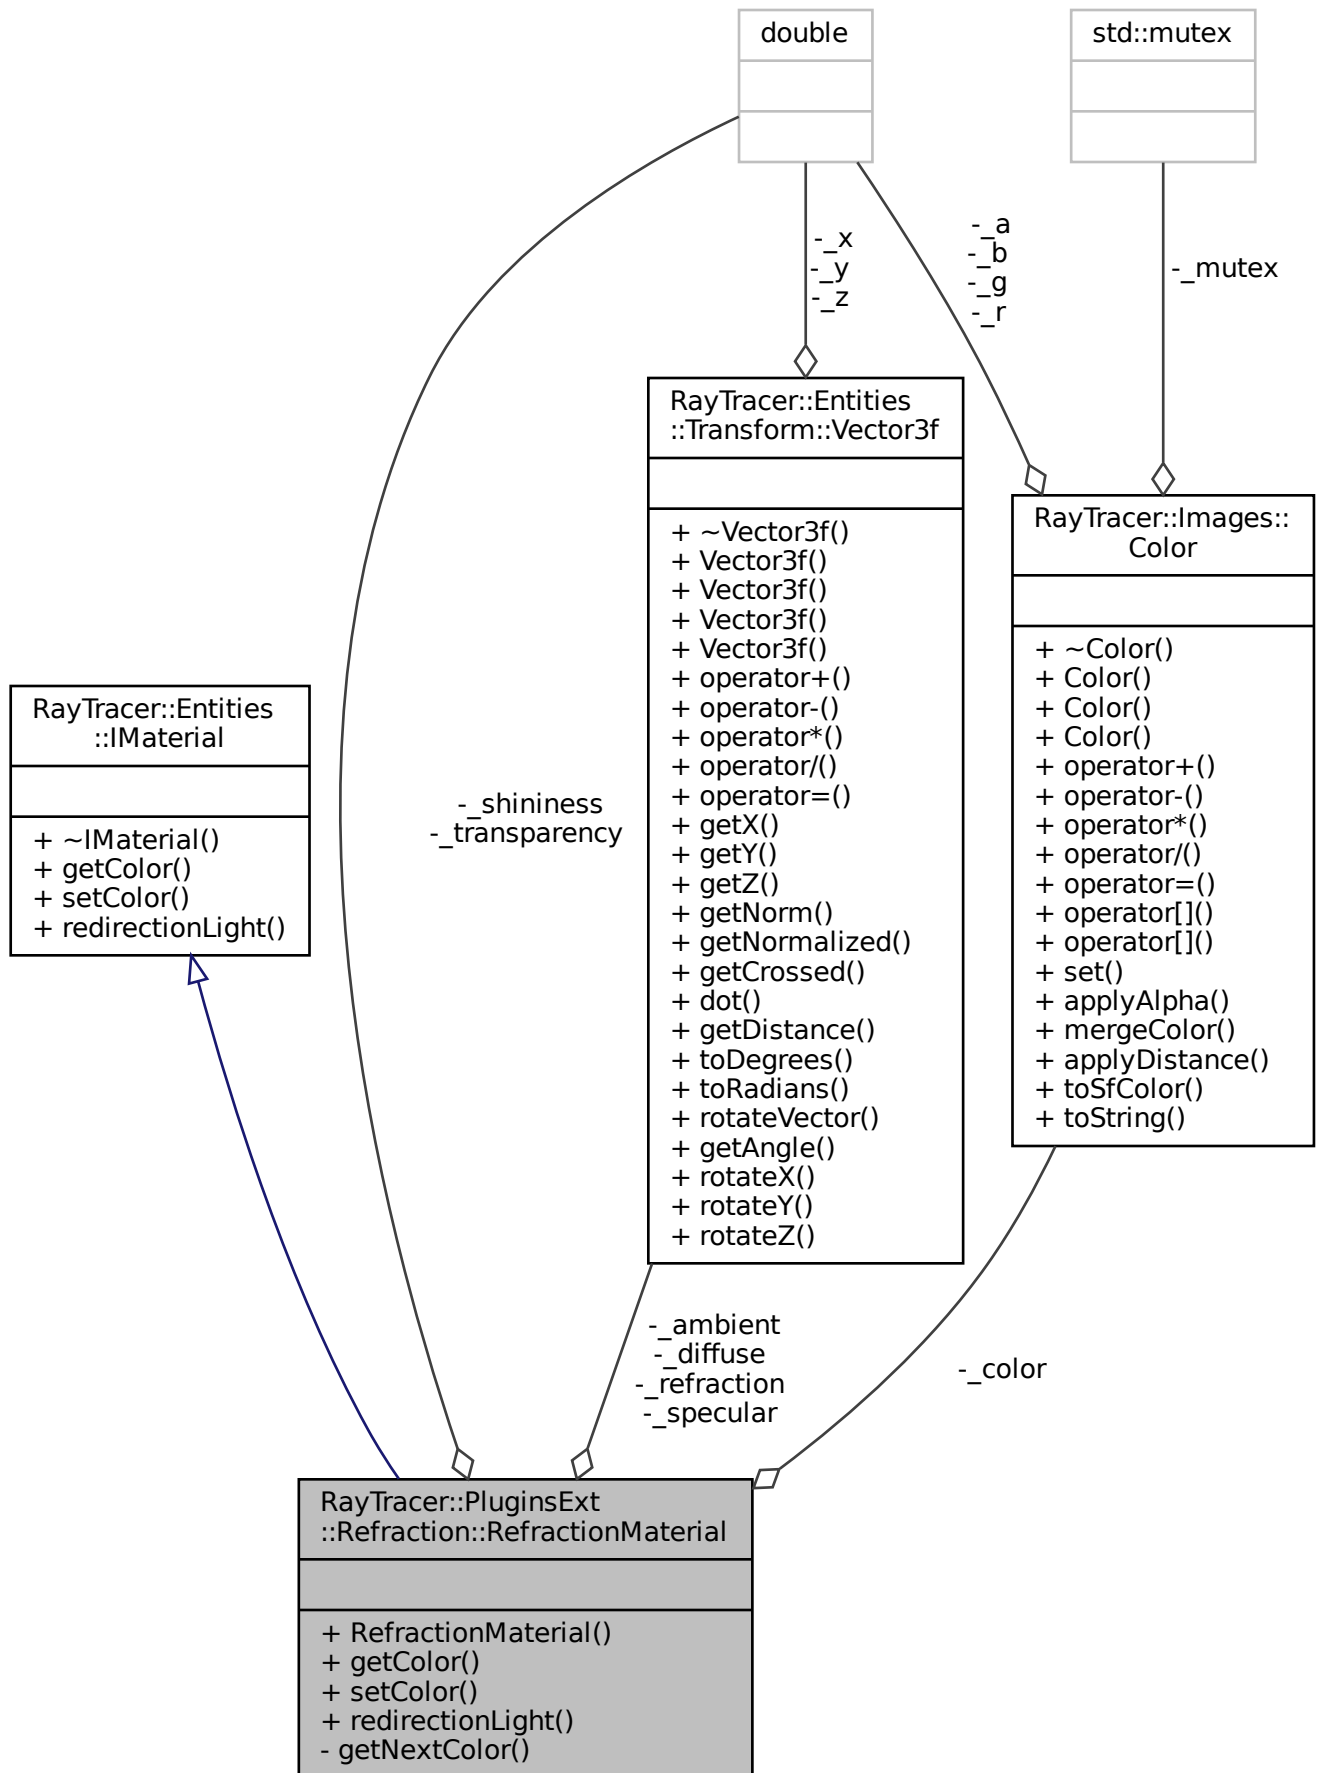 double
std::mutex
-_x
-_y
-_z
-_a
-_b
-_g
-_r
-_mutex
RayTracer::Entities
::Transform::Vector3f
+ ~Vector3f()
+ Vector3f()
+ Vector3f()
+ Vector3f()
+ Vector3f()
+ operator+()
+ operator-()
+ operator*()
+ operator/()
+ operator=()
+ getX()
+ getY()
+ getZ()
+ getNorm()
+ getNormalized()
+ getCrossed()
+ dot()
+ getDistance()
+ toDegrees()
+ toRadians()
+ rotateVector()
+ getAngle()
+ rotateX()
+ rotateY()
+ rotateZ()
RayTracer::Images::
Color
+ ~Color()
+ Color()
+ Color()
+ Color()
+ operator+()
+ operator-()
+ operator*()
+ operator/()
+ operator=()
+ operator[]()
+ operator[]()
+ set()
+ applyAlpha()
+ mergeColor()
+ applyDistance()
+ toSfColor()
+ toString()
RayTracer::Entities
::IMaterial
+ ~IMaterial()
+ getColor()
+ setColor()
+ redirectionLight()
-_shininess
-_transparency
-_ambient
-_diffuse
-_refraction
-_specular
-_color
RayTracer::PluginsExt
::Refraction::RefractionMaterial
+ RefractionMaterial()
+ getColor()
+ setColor()
+ redirectionLight()
- getNextColor()